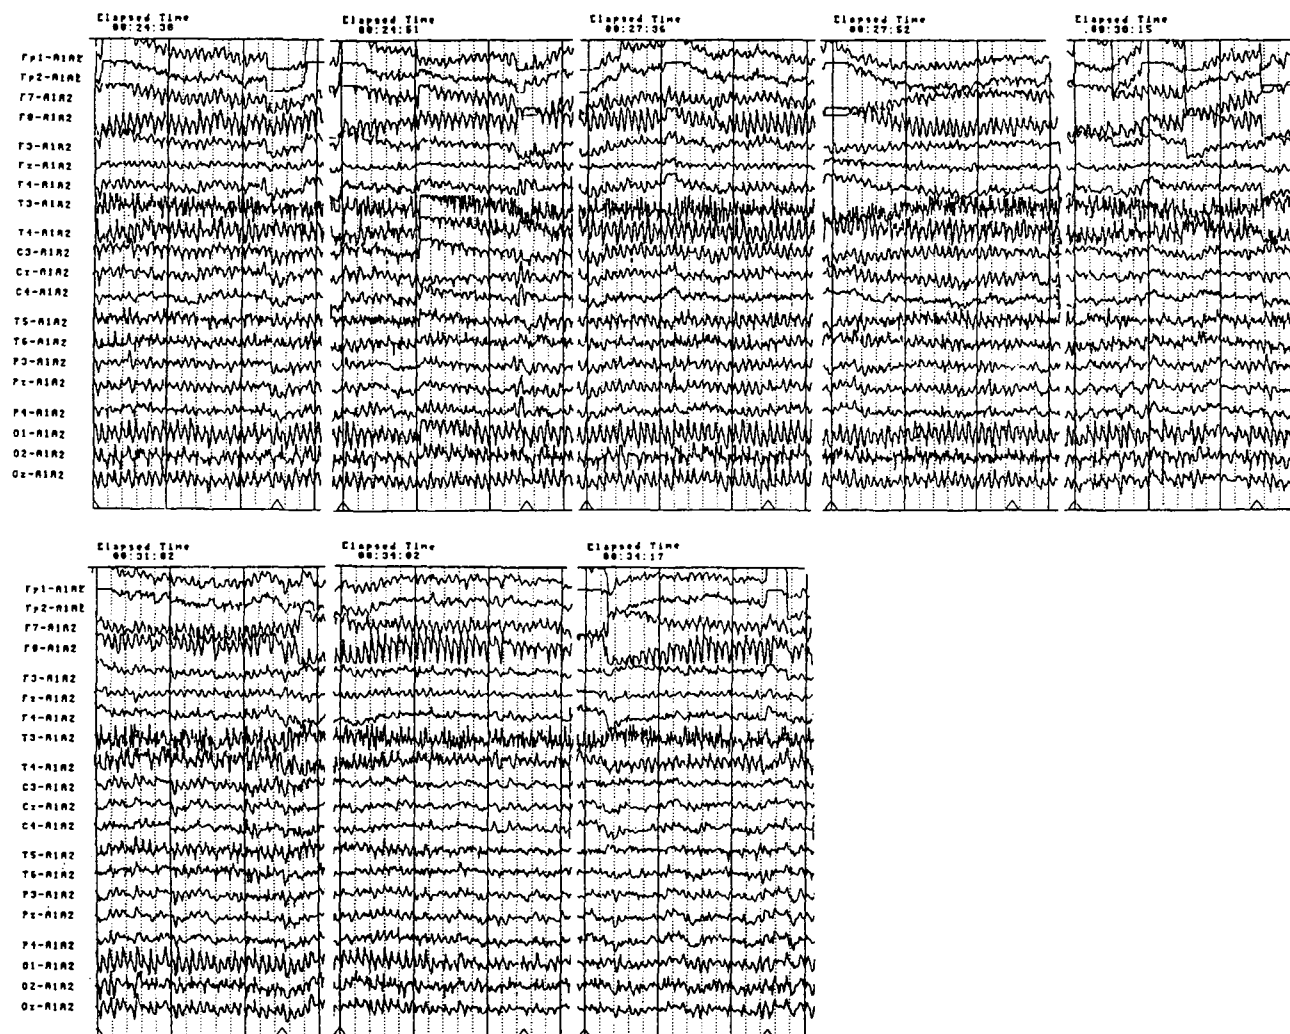 Elapsed Time
00:24:38
Elapsed Time
00:24:51
Elapsed Time
00:27:36
Elapsed Time
00:27:52
Elapsed Time
00:30:15
Fp1-A1A2
Fp2-A1A2
F7-A1A2
F8-A1A2
F3-A1A2
Fz-A1A2
F4-A1A2
T3-A1A2
T4-A1A2
C3-A1A2
Cz-A1A2
C4-A1A2
T5-A1A2
T6-A1A2
P3-A1A2
Pz-A1A2
P4-A1A2
O1-A1A2
O2-A1A2
Oz-A1A2
Elapsed Time
00:31:02
Elapsed Time
00:34:02
Elapsed Time
00:34:17
Fp1-A1A2
Fp2-A1A2
F7-A1A2
F8-A1A2
F3-A1A2
Fz-A1A2
F4-A1A2
T3-A1A2
T4-A1A2
C3-A1A2
Cz-A1A2
C4-A1A2
T5-A1A2
T6-A1A2
P3-A1A2
Pz-A1A2
P4-A1A2
O1-A1A2
O2-A1A2
Oz-A1A2